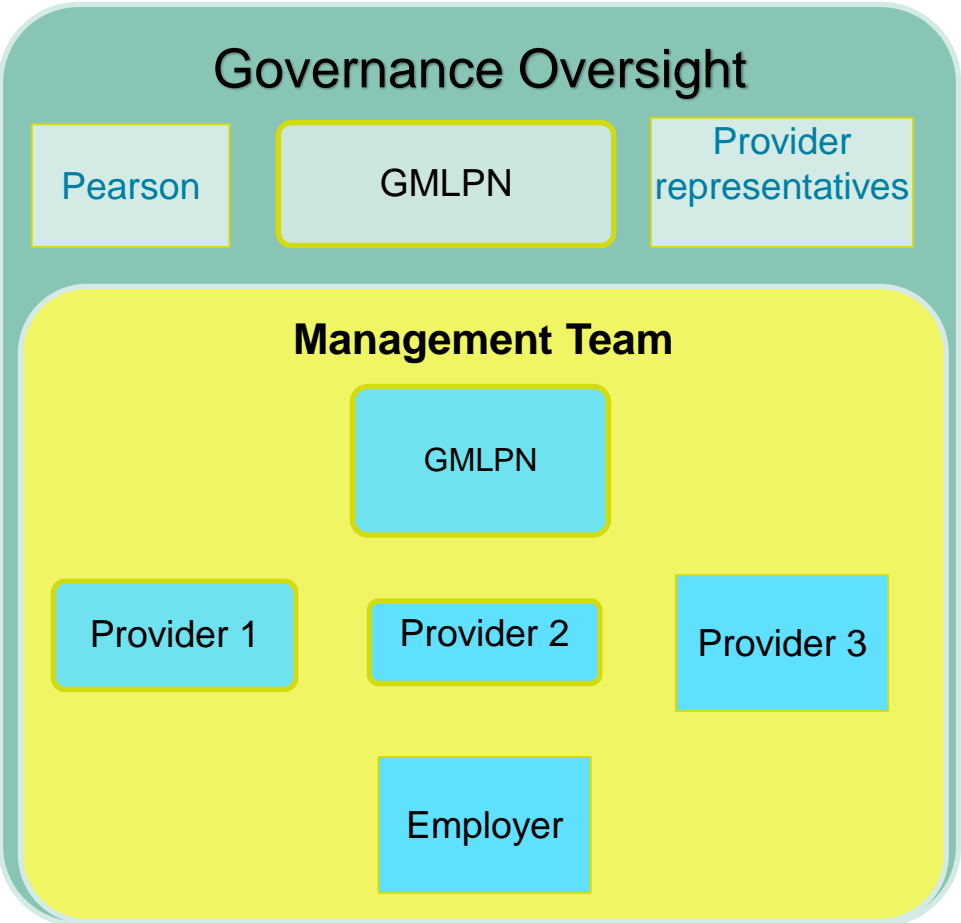 Governance Oversight
Pearson
GMLPN
Provider
representatives
Management Team
GMLPN
Provider 1
Provider 2
Provider 3
Employer